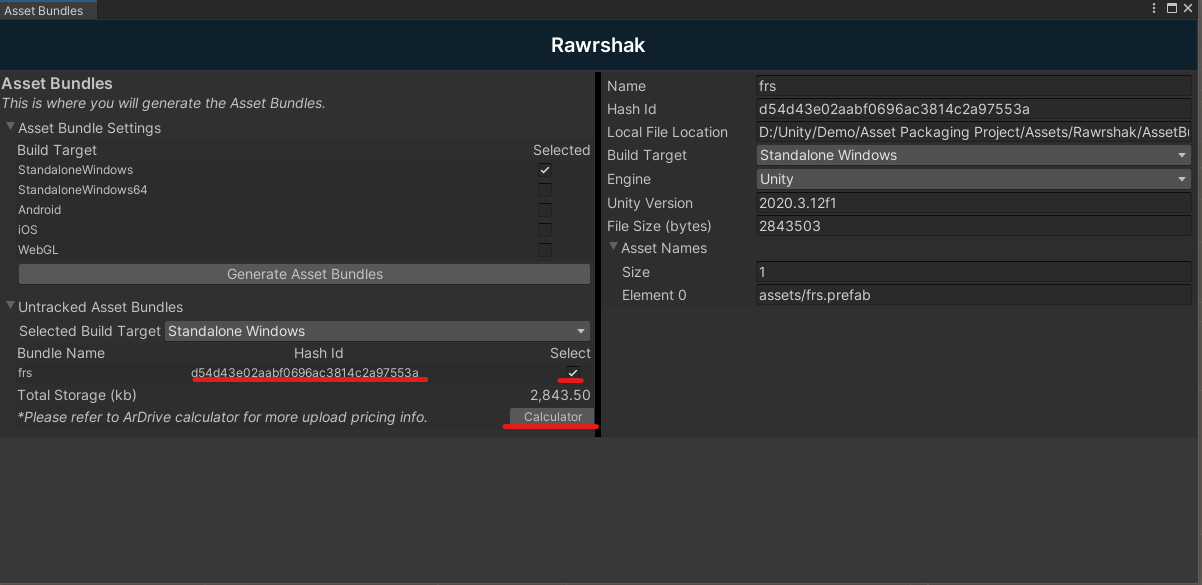 Asset Bundles
Rawrshak
Asset Bundles
This is where you will generate the Asset Bundles.
Asset Bundle Settings
Build Target Selected
StandaloneWindows
StandaloneWindows64
Android
iOS
WebGL
Generate Asset Bundles
Untracked Asset Bundles
Selected Build Target Standalone Windows
Bundle Name Hash Id Select
frs d54d43e02aabf0696ac3814c2a97553a
Total Storage (kb) 2,843.50
*Please refer to ArDrive calculator for more upload pricing info. Calculator
Name frs
Hash Id d54d43e02aabf0696ac3814c2a97553a
Local File Location D:/Unity/Demo/Asset Packaging Project/Assets/Rawrshak/AssetBu
Build Target Standalone Windows
Engine Unity
Unity Version 2020.3.12f1
File Size (bytes) 2843503
Asset Names
Size 1
Element 0 assets/frs.prefab